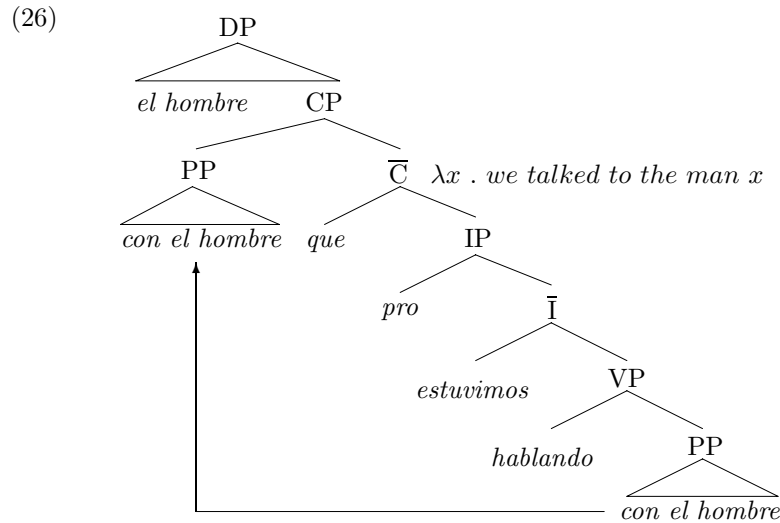 (26)
DP
el hombre CP
PP C̅ λx . we talked to the man x
con el hombre que IP
pro I̅
estuvimos VP
hablando PP
con el hombre